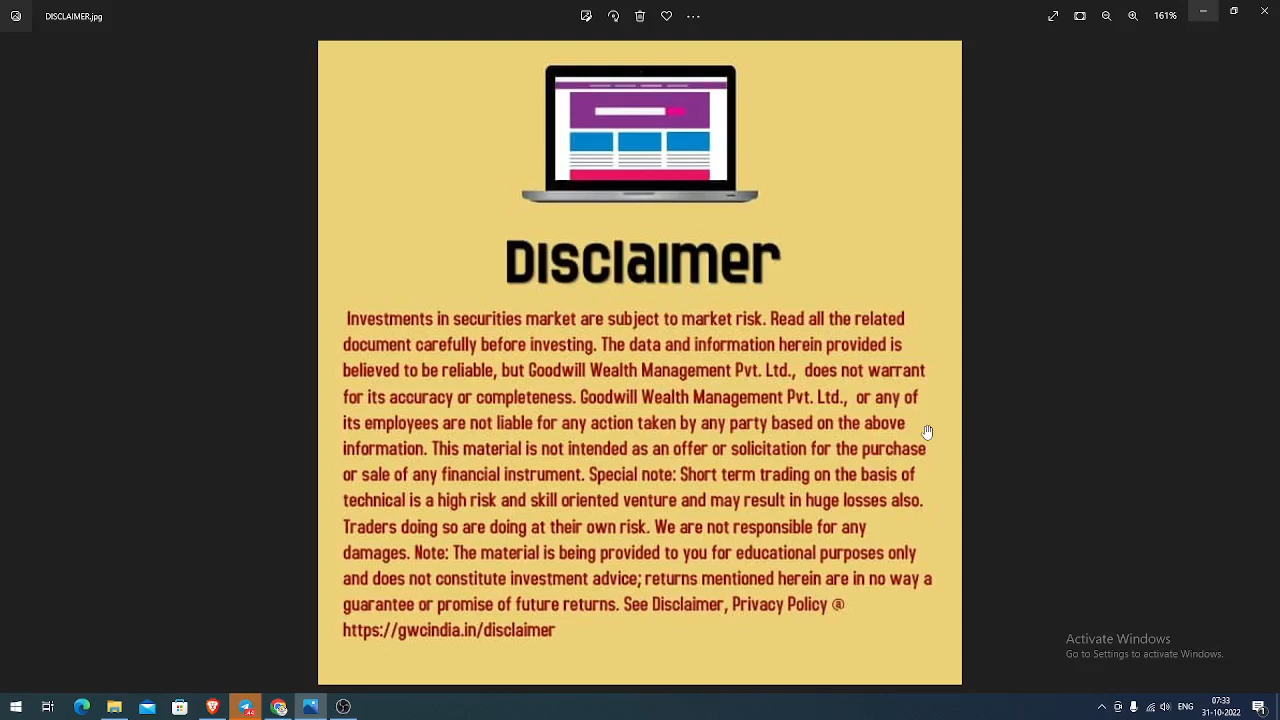 DISCLAIMER.jpg
Disclaimer
Investments in securities market are subject to market risk. Read all the related
document carefully before investing. The data and information herein provided is
believed to be reliable, but Goodwill Wealth Management Pvt. Ltd., does not warrant
for its accuracy or completeness. Goodwill Wealth Management Pvt. Ltd., or any of
its employees are not liable for any action taken by any party based on the above
information. This material is not intended as an offer or solicitation for the purchase
or sale of any financial instrument. Special note: Short term trading on the basis of
technical is a high risk and skill oriented venture and may result in huge losses also.
Traders doing so are doing at their own risk. We are not responsible for any
damages. Note: The material is being provided to you for educational purposes only
and does not constitute investment advice; returns mentioned herein are in no way a
guarantee or promise of future returns. See Disclaimer, Privacy Policy @
https://gwcindia.in/disclaimer
Activate Windows
Go to Settings to activate Windows.
07:33
31-10-2022